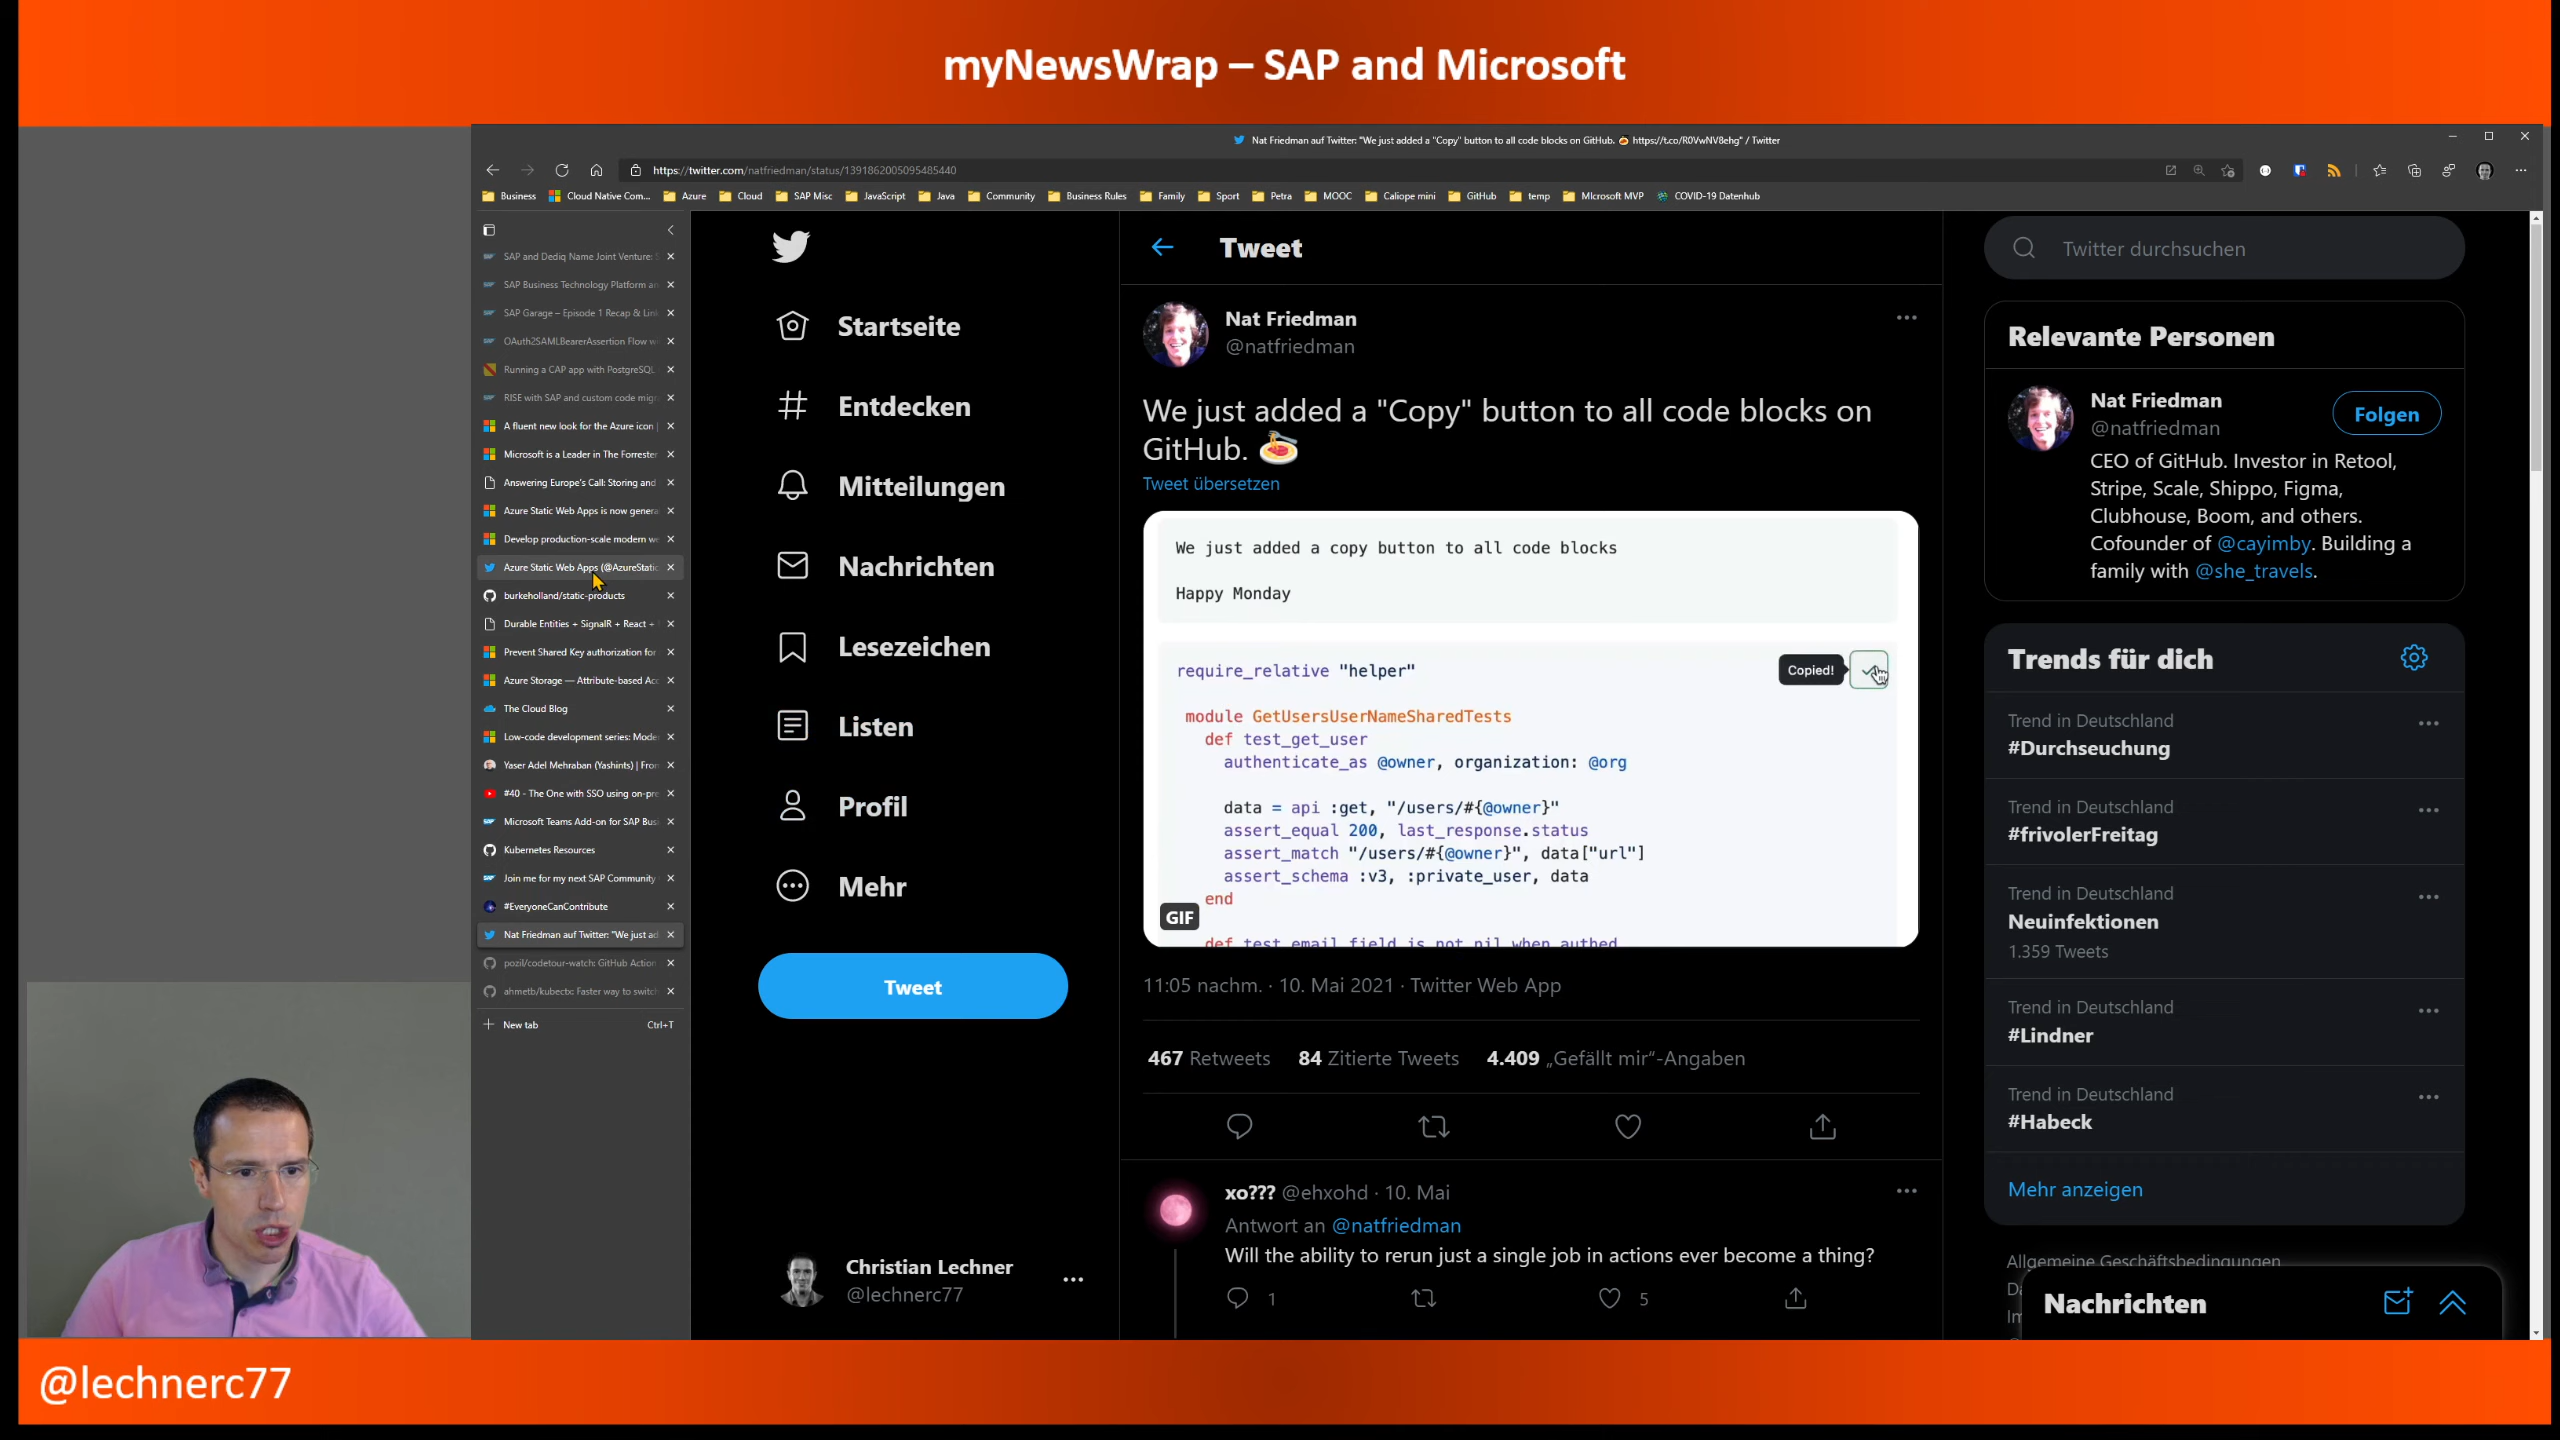 myNewsWrap – SAP and Microsoft
Nat Friedman auf Twitter: "We just added a "Copy" button to all code blocks on GitHub. 🍝 https://t.co/R0VwNV8ehg" / Twitter
https://twitter.com/natfriedman/status/1391862005095485440
Business
Cloud Native Com...
Azure
Cloud
SAP Misc
JavaScript
Java
Community
Business Rules
Family
Sport
Petra
MOOC
Caliope mini
GitHub
temp
MIcrosoft MVP
COVID-19 Datenhub
SAP and Dediq Name Joint Venture: S
SAP Business Technology Platform an
SAP Garage – Episode 1 Recap & Link
OAuth2SAMLBearerAssertion Flow wi
Running a CAP app with PostgreSQL
RISE with SAP and custom code migr
A fluent new look for the Azure icon |
Microsoft is a Leader in The Forrester
Answering Europe's Call: Storing and
Azure Static Web Apps is now genera
Develop production-scale modern we
Azure Static Web Apps (@AzureStatic
burkeholland/static-products
Durable Entities + SignalR + React +
Prevent Shared Key authorization for
Azure Storage — Attribute-based Acc
The Cloud Blog
Low-code development series: Mode
Yaser Adel Mehraban (Yashints) | Fron
#40 - The One with SSO using on-pre
Microsoft Teams Add-on for SAP Bus
Kubernetes Resources
Join me for my next SAP Community
#EveryoneCanContribute
Nat Friedman auf Twitter: "We just ad
pozil/codetour-watch: GitHub Action
ahmetb/kubectx: Faster way to switch
New tab
Ctrl+T
Startseite
Entdecken
Mitteilungen
Nachrichten
Lesezeichen
Listen
Profil
Mehr
Tweet
Christian Lechner
@lechnerc77
Tweet
Nat Friedman
@natfriedman
We just added a "Copy" button to all code blocks on
GitHub. 🍝
Tweet übersetzen
We just added a copy button to all code blocks
Happy Monday
require_relative "helper"
Copied!
module GetUsersUserNameSharedTests
def test_get_user
authenticate_as @owner, organization: @org
data = api :get, "/users/#{@owner}"
assert_equal 200, last_response.status
assert_match "/users/#{@owner}", data["url"]
assert_schema :v3, :private_user, data
end
GIF
def test_email_field_is_not_nil_when_authed
11:05 nachm. · 10. Mai 2021 · Twitter Web App
467 Retweets 84 Zitierte Tweets 4.409 „Gefällt mir“-Angaben
xo??? @ehxohd · 10. Mai
Antwort an @natfriedman
Will the ability to rerun just a single job in actions ever become a thing?
1
5
Twitter durchsuchen
Relevante Personen
Nat Friedman
@natfriedman
Folgen
CEO of GitHub. Investor in Retool,
Stripe, Scale, Shippo, Figma,
Clubhouse, Boom, and others.
Cofounder of @cayimby. Building a
family with @she_travels.
Trends für dich
Trend in Deutschland
#Durchseuchung
Trend in Deutschland
#frivolerFreitag
Trend in Deutschland
Neuinfektionen
1.359 Tweets
Trend in Deutschland
#Lindner
Trend in Deutschland
#Habeck
Mehr anzeigen
Allgemeine Geschäftsbedingungen
Nachrichten
@lechnerc77